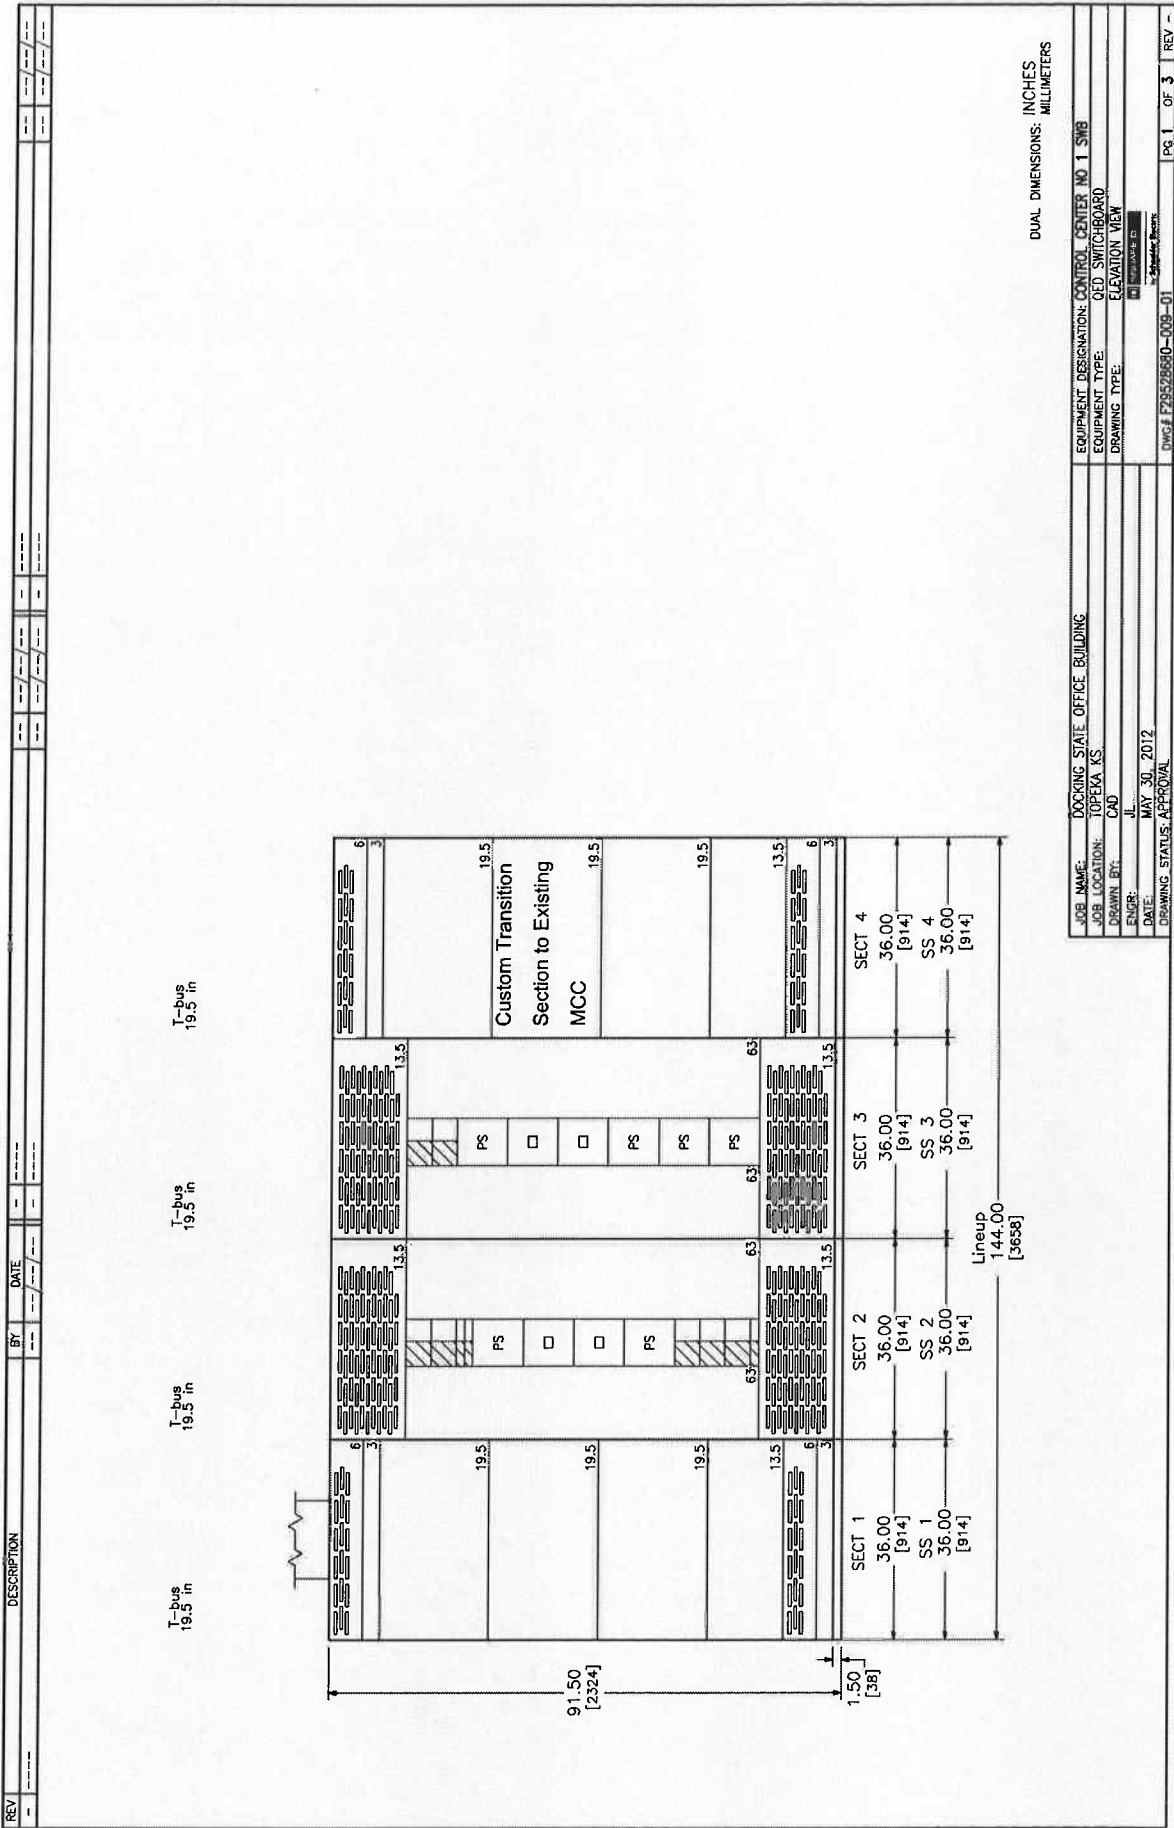 REV DESCRIPTION BY DATE
T-bus
19.5 in
T-bus
19.5 in
T-bus
19.5 in
T-bus
19.5 in
91.50
[2324]
1.50
[38]
6
3
19.5
19.5
19.5
13.5
6
3
13.5
PS
PS
63
63
13.5
13.5
PS
PS
PS
PS
63
63
13.5
6
3
19.5
Custom Transition
Section to Existing
MCC
19.5
19.5
13.5
6
3
SECT 1
36.00
[914]
SS 1
36.00
[914]
SECT 2
36.00
[914]
SS 2
36.00
[914]
SECT 3
36.00
[914]
SS 3
36.00
[914]
SECT 4
36.00
[914]
SS 4
36.00
[914]
Lineup
144.00
[3658]
DUAL DIMENSIONS: INCHES
MILLIMETERS
JOB NAME: DOCKING STATE OFFICE BUILDING
JOB LOCATION: TOPEKA KS
DRAWN BY: CAD
ENGR: JL
DATE: MAY 30, 2012
DRAWING STATUS: APPROVAL
EQUIPMENT DESIGNATION: CONTROL CENTER NO 1 SWB
EQUIPMENT TYPE: QED SWITCHBOARD
DRAWING TYPE: ELEVATION VIEW
SQUARE D
by Schneider Electric
DWG# F29528680-009-01
PG 1 OF 3 REV -